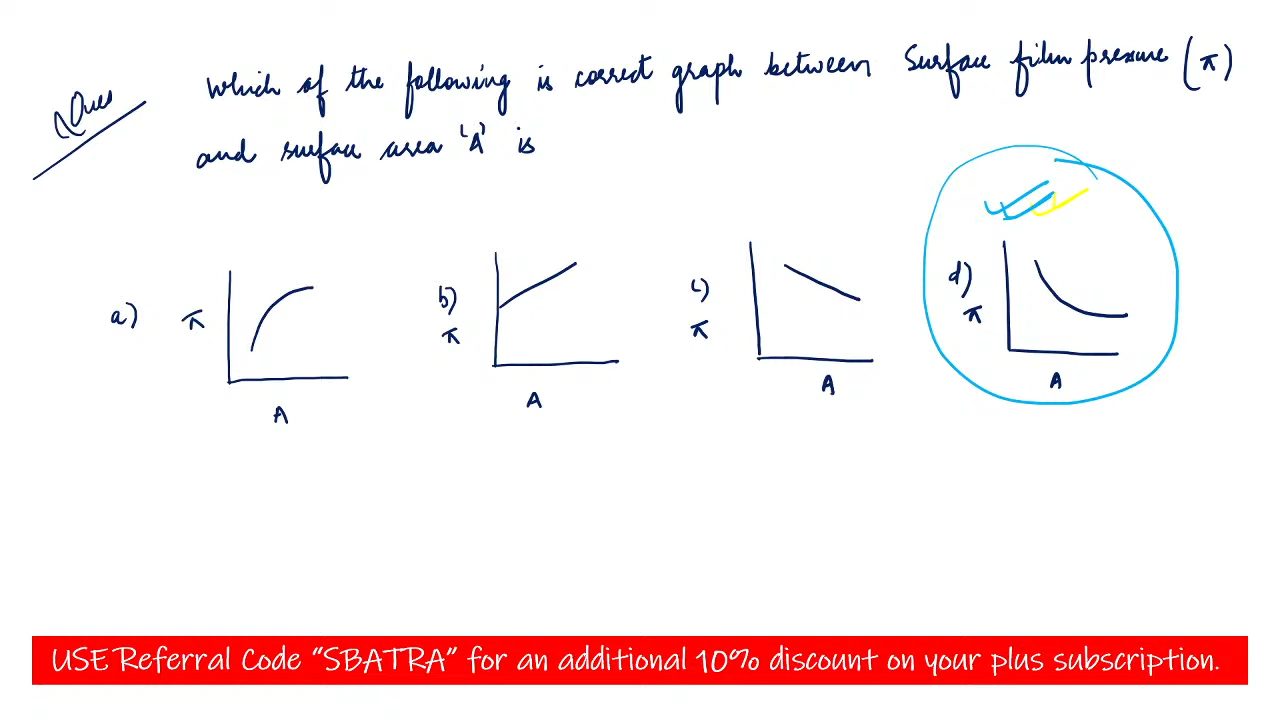 Ques
Which of the following is correct graph between Surface film pressure (π)
and surface area 'A' is
a) π A
b) π A
c) π A
d) π A
USE Referral Code "SBATRA" for an additional 10% discount on your plus subscription.